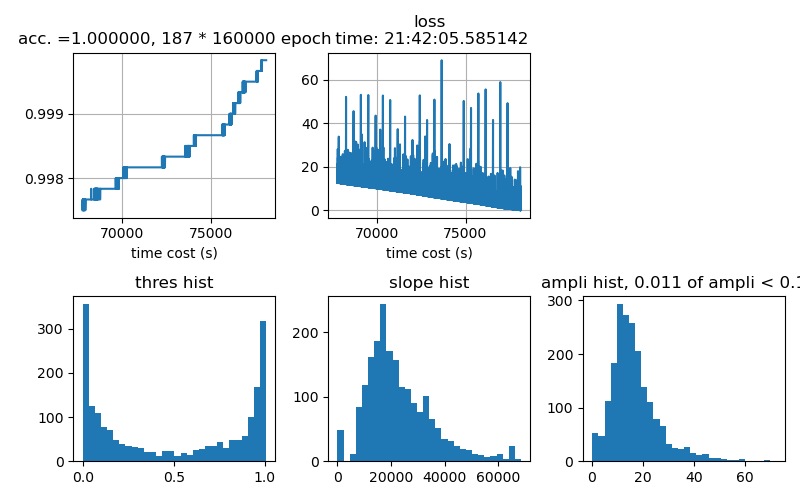 loss
acc. =1.000000, 187 * 160000 epoch time: 21:42:05.585142
0.999
0.998
70000 75000
time cost (s)
60
40
20
0
70000 75000
time cost (s)
thres hist
300
200
100
0
0.0 0.5 1.0
slope hist
200
100
0
0 20000 40000 60000
ampli hist, 0.011 of ampli < 0.1
300
200
100
0
0 20 40 60